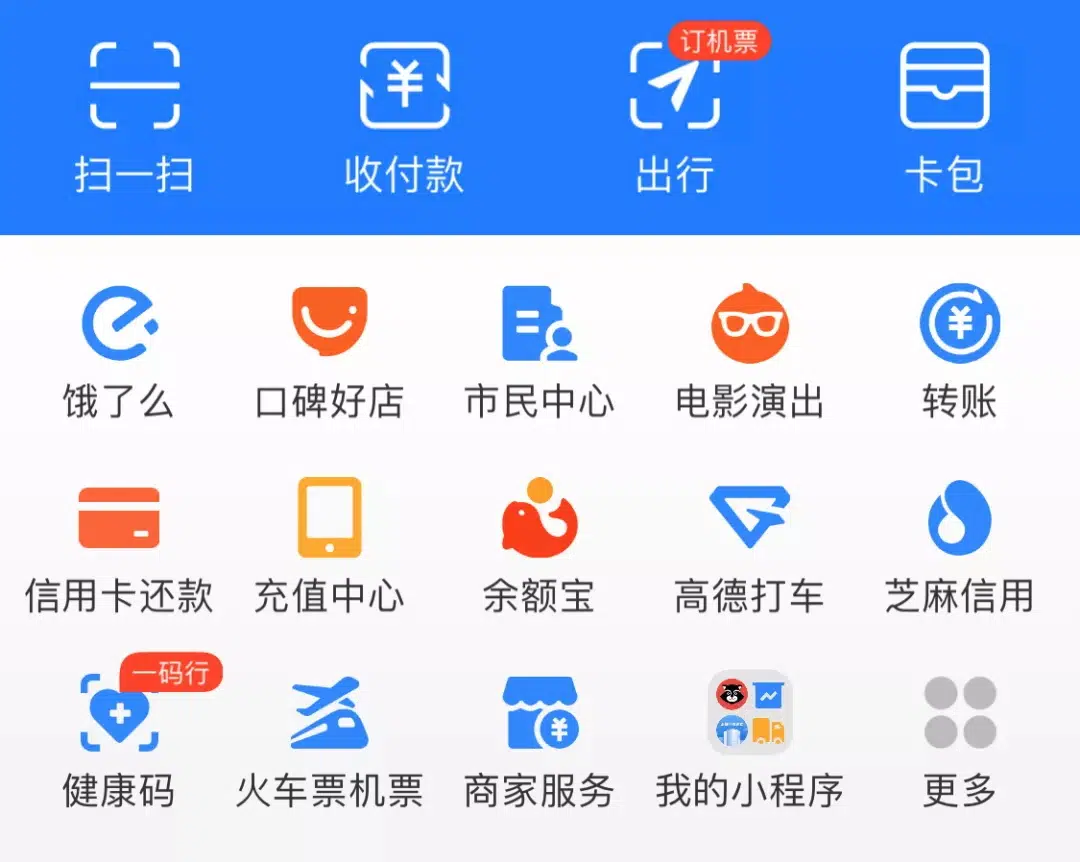 订机票
扫一扫 收付款 出行 卡包
饿了么 口碑好店 市民中心 电影演出 转账
信用卡还款 充值中心 余额宝 高德打车 芝麻信用
一码行
健康码 火车票机票 商家服务 我的小程序 更多